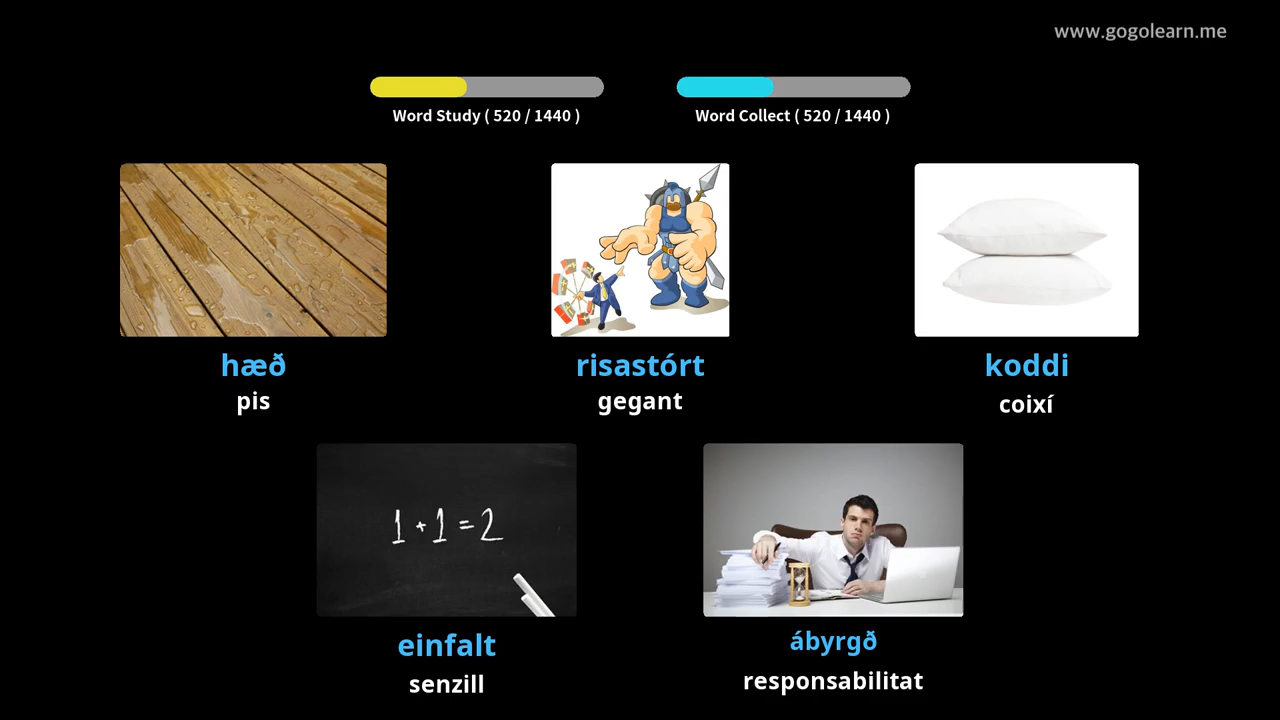 www.gogolearn.me
Word Study ( 520 / 1440 )
Word Collect ( 520 / 1440 )
hæð
pis
risastórt
gegant
koddi
coixí
1 + 1 = 2
einfalt
senzill
ábyrgð
responsabilitat